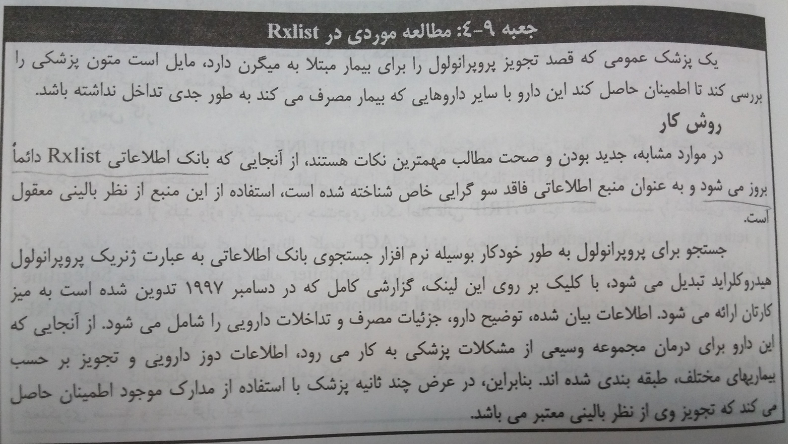 جعبه ۹-٤: مطالعه موردی در Rxlist
یک پزشک عمومی که قصد تجویز پروپرانولول را برای بیمار مبتلا به میگرن دارد، مایل است متون پزشکی را
بررسی کند تا اطمینان حاصل کند این دارو با سایر داروهایی که بیمار مصرف می کند به طور جدی تداخل نداشته باشد.
روش کار
در موارد مشابه، جدید بودن و صحت مطالب مهمترین نکات هستند، از آنجایی که بانک اطلاعاتی Rxlist دائماً
بروز می شود و به عنوان منبع اطلاعاتی فاقد سو گرایی خاص شناخته شده است، استفاده از این منبع از نظر بالینی معقول
است.
جستجو برای پروپرانولول به طور خودکار بوسیله نرم افزار جستجوی بانک اطلاعاتی به عبارت ژنریک پروپرانولول
هیدروکلراید تبدیل می شود، با کلیک بر روی این لینک، گزارشی کامل که در دسامبر ۱۹۹۷ تدوین شده است به میز
کارتان ارائه می شود. اطلاعات بیان شده، توضیح دارو، جزئیات مصرف و تداخلات دارویی را شامل می شود. از آنجایی که
این دارو برای درمان مجموعه وسیعی از مشکلات پزشکی به کار می رود، اطلاعات دوز دارویی و تجویز بر حسب
بیماریهای مختلف، طبقه بندی شده اند. بنابراین، در عرض چند ثانیه پزشک با استفاده از مدارک موجود اطمینان حاصل
می کند که تجویز وی از نظر بالینی معتبر می باشد.